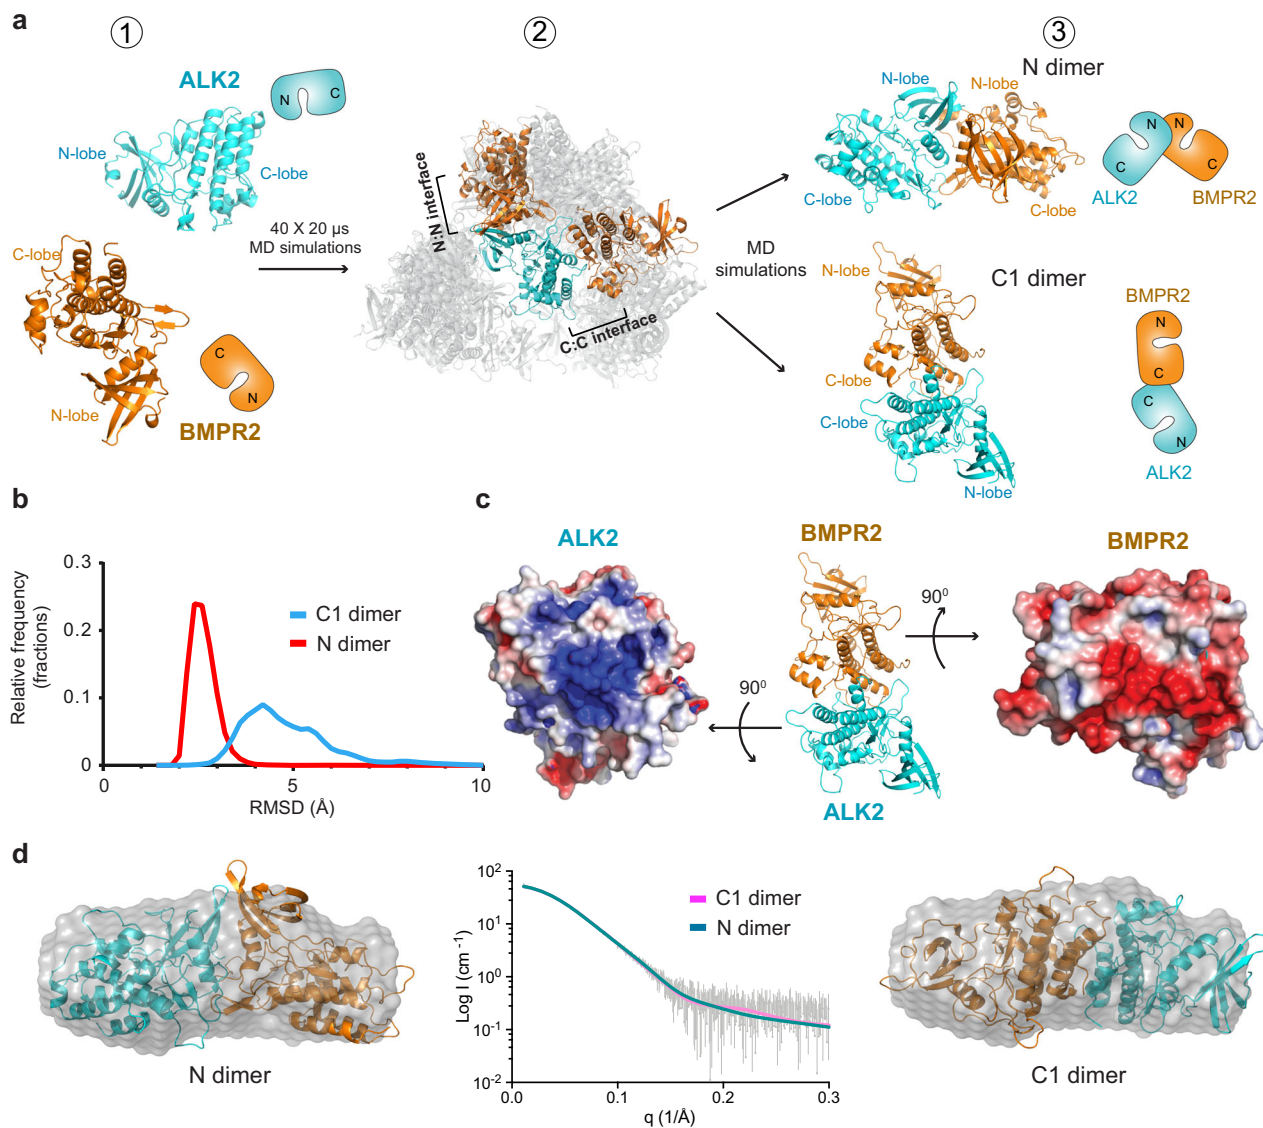 a
1
2
3
ALK2
N
C
N-lobe
C-lobe
C-lobe
N-lobe
C
N
BMPR2
40 X 20 µs
MD simulations
N:N interface
C:C interface
MD
simulations
N dimer
N-lobe
N-lobe
C-lobe
C-lobe
N
N
C
C
ALK2
BMPR2
C1 dimer
N-lobe
C-lobe
C-lobe
N-lobe
BMPR2
N
C
C
N
ALK2
b
Relative frequency
(fractions)
0.3
0.2
0.1
0
0
5
10
RMSD (Å)
C1 dimer
N dimer
c
ALK2
BMPR2
BMPR2
90⁰
90⁰
ALK2
d
N dimer
Log I (cm⁻¹)
10²
10¹
10⁰
10⁻¹
10⁻²
0.0
0.1
0.2
0.3
q (1/Å)
C1 dimer
N dimer
C1 dimer